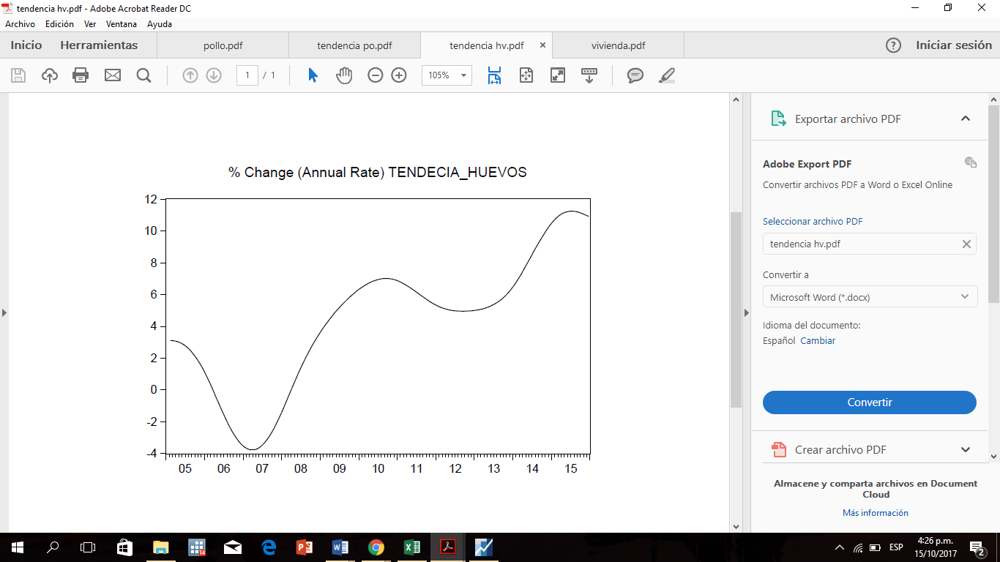 tendencia hv.pdf - Adobe Acrobat Reader DC
Archivo Edición Ver Ventana Ayuda
Inicio Herramientas pollo.pdf tendencia po.pdf tendencia hv.pdf × vivienda.pdf ? Iniciar sesión
1 / 1 105%
Exportar archivo PDF
Adobe Export PDF
Convertir archivos PDF a Word o Excel Online
Seleccionar archivo PDF
tendencia hv.pdf
Convertir a
Microsoft Word (*.docx)
Idioma del documento:
Español Cambiar
Convertir
Crear archivo PDF
Almacene y comparta archivos en Document
Cloud
Más información
% Change (Annual Rate) TENDECIA_HUEVOS
12
10
8
6
4
2
0
-2
-4
05 06 07 08 09 10 11 12 13 14 15
14
ESP
4:26 p.m.
15/10/2017
2